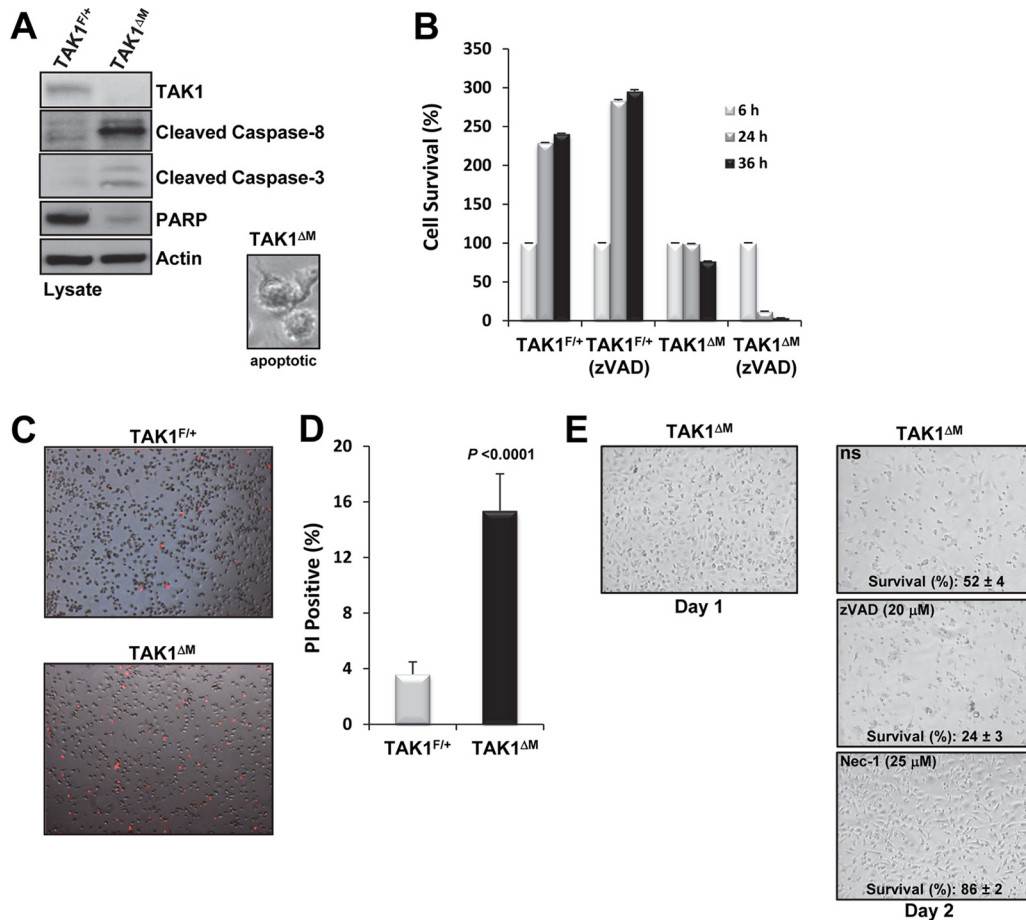 A
TAK1F/+
TAK1ΔM
TAK1
Cleaved Caspase-8
Cleaved Caspase-3
PARP
Actin
Lysate
TAK1ΔM
apoptotic
B
Cell Survival (%)
350
300
250
200
150
100
50
0
6 h
24 h
36 h
TAK1F/+
TAK1F/+
(zVAD)
TAK1ΔM
TAK1ΔM
(zVAD)
C
TAK1F/+
TAK1ΔM
D
PI Positive (%)
20
16
12
8
4
0
P <0.0001
TAK1F/+
TAK1ΔM
E
TAK1ΔM
Day 1
TAK1ΔM
ns
Survival (%): 52 ± 4
zVAD (20 μM)
Survival (%): 24 ± 3
Nec-1 (25 μM)
Survival (%): 86 ± 2
Day 2